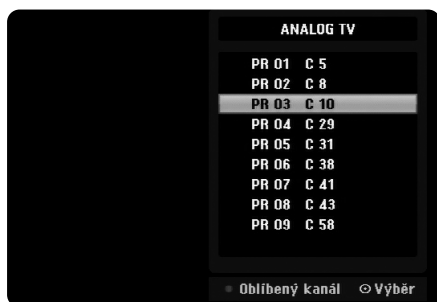 ANALOG TV
PR 01 C 5
PR 02 C 8
PR 03 C 10
PR 04 C 29
PR 05 C 31
PR 06 C 38
PR 07 C 41
PR 08 C 43
PR 09 C 58
Oblíbený kanál ⊙ Výběr